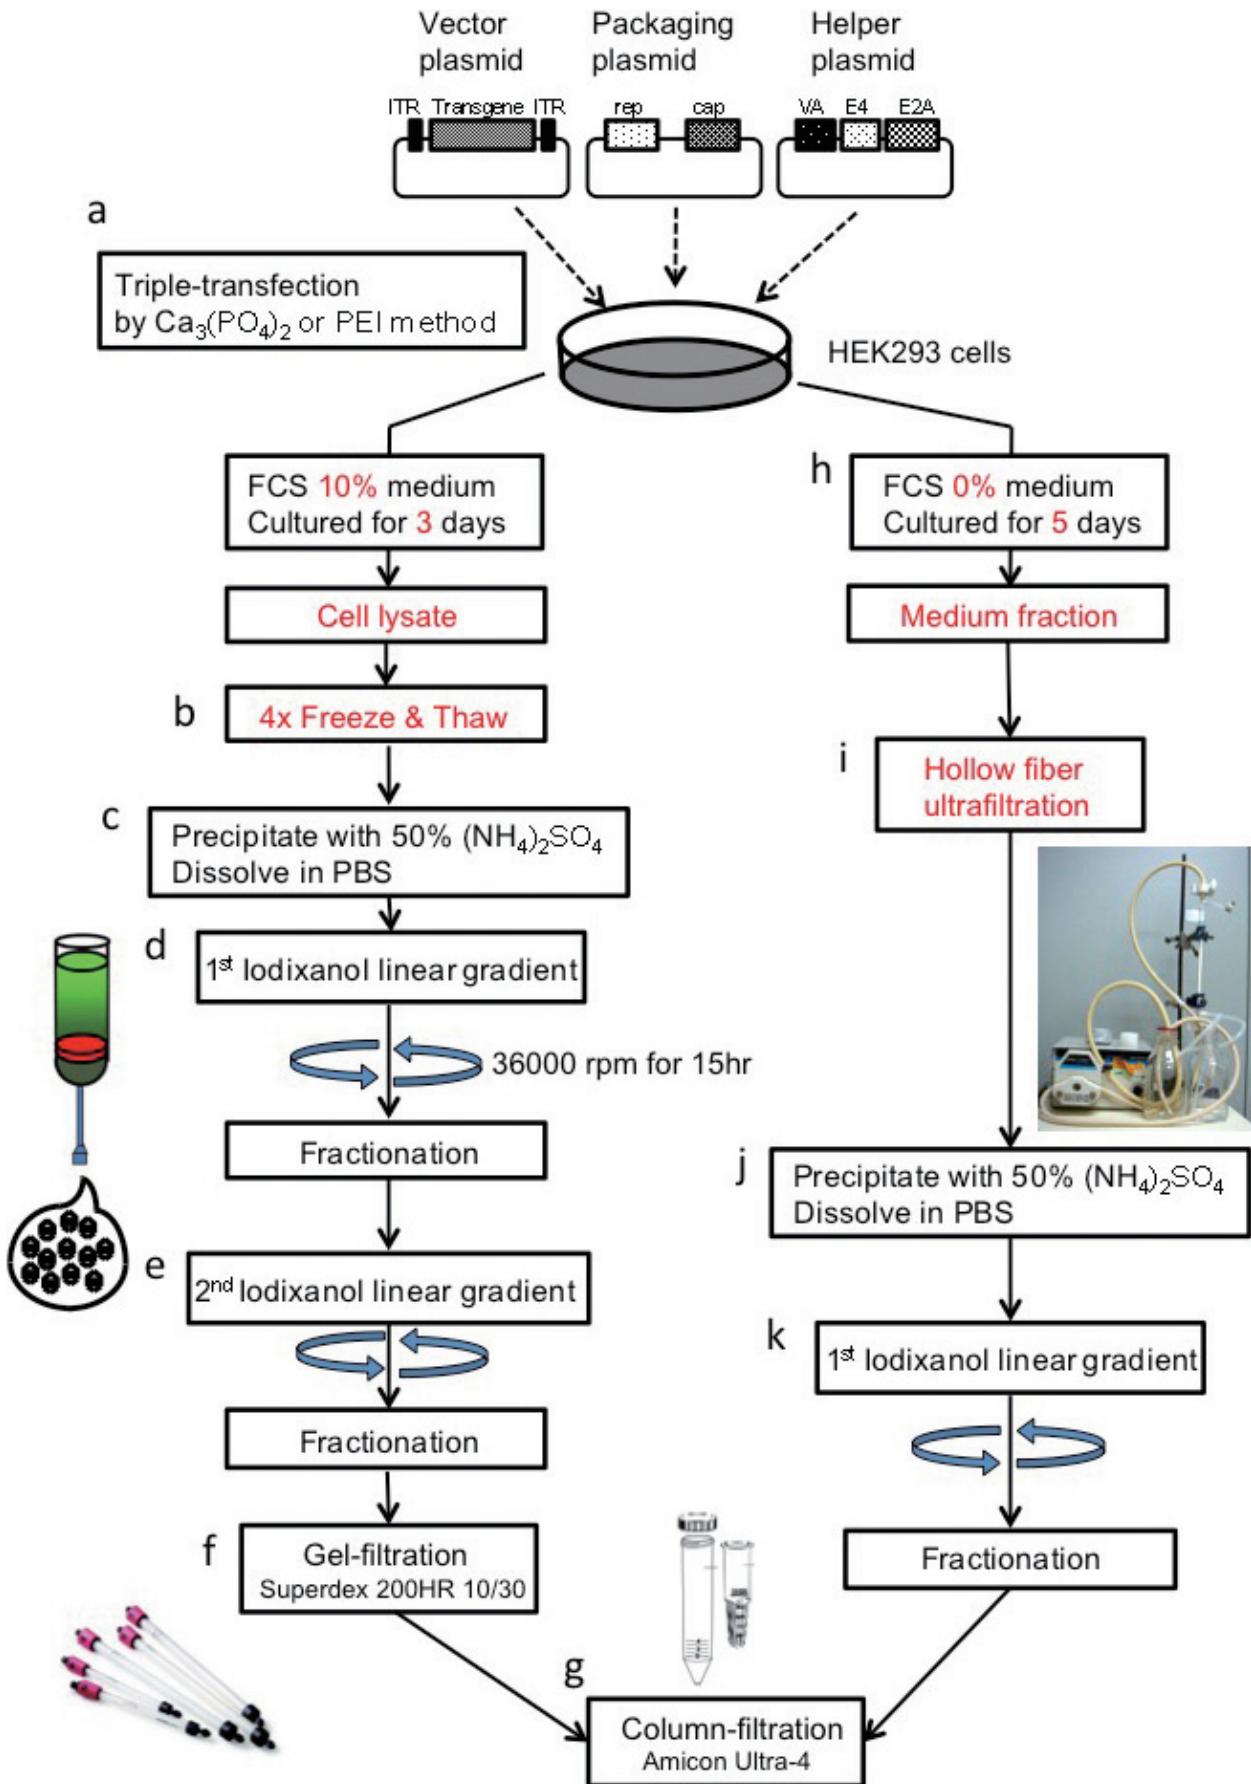 Vector
plasmid
Packaging
plasmid
Helper
plasmid
ITR Transgene ITR
rep cap
VA E4 E2A
a
Triple-transfection
by Ca₃(PO₄)₂ or PEI method
HEK293 cells
FCS 10% medium
Cultured for 3 days
h
FCS 0% medium
Cultured for 5 days
Cell lysate
Medium fraction
b
4x Freeze & Thaw
i
Hollow fiber
ultrafiltration
c
Precipitate with 50% (NH₄)₂SO₄
Dissolve in PBS
d
1st Iodixanol linear gradient
36000 rpm for 15hr
Fractionation
j
Precipitate with 50% (NH₄)₂SO₄
Dissolve in PBS
e
2nd Iodixanol linear gradient
k
1st Iodixanol linear gradient
Fractionation
f
Gel-filtration
Superdex 200HR 10/30
Fractionation
g
Column-filtration
Amicon Ultra-4